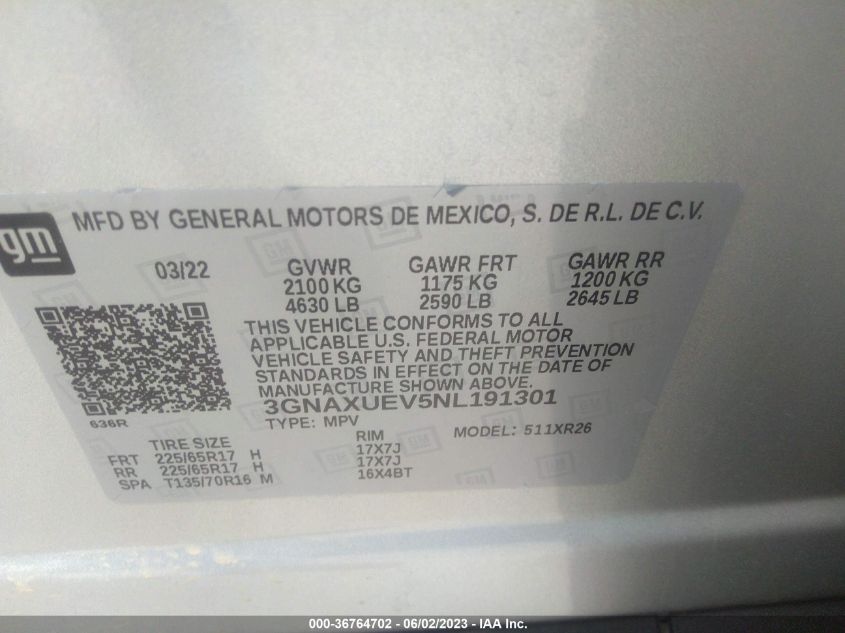 gm
MFD BY GENERAL MOTORS DE MEXICO, S. DE R.L. DE C.V.
03/22 GVWR GAWR FRT GAWR RR
2100 KG 1175 KG 1200 KG
4630 LB 2590 LB 2645 LB
THIS VEHICLE CONFORMS TO ALL
APPLICABLE U.S. FEDERAL MOTOR
VEHICLE SAFETY AND THEFT PREVENTION
STANDARDS IN EFFECT ON THE DATE OF
MANUFACTURE SHOWN ABOVE.
3GNAXUEV5NL191301
636R
TYPE: MPV MODEL: 511XR26
TIRE SIZE RIM
FRT 225/65R17 H 17X7J
RR 225/65R17 H 17X7J
SPA T135/70R16 M 16X4BT
000-36764702 - 06/02/2023 - IAA Inc.